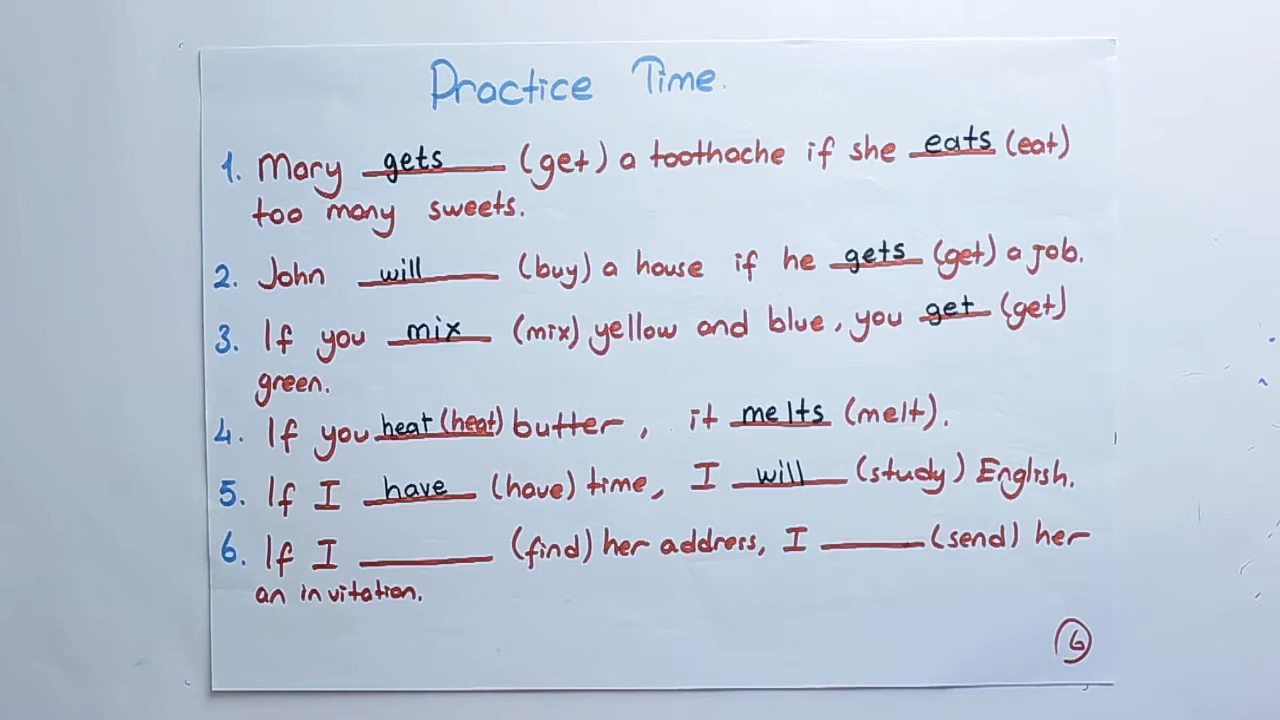 Practice Time.
1. Mary gets (get) a toothache if she eats (eat)
too many sweets.
2. John will (buy) a house if he gets (get) a job.
3. If you mix (mix) yellow and blue, you get (get)
green.
4. If you heat (heat) butter, it melts (melt).
5. If I have (have) time, I will (study) English.
6. If I ______ (find) her address, I ______ (send) her
an invitation.
6